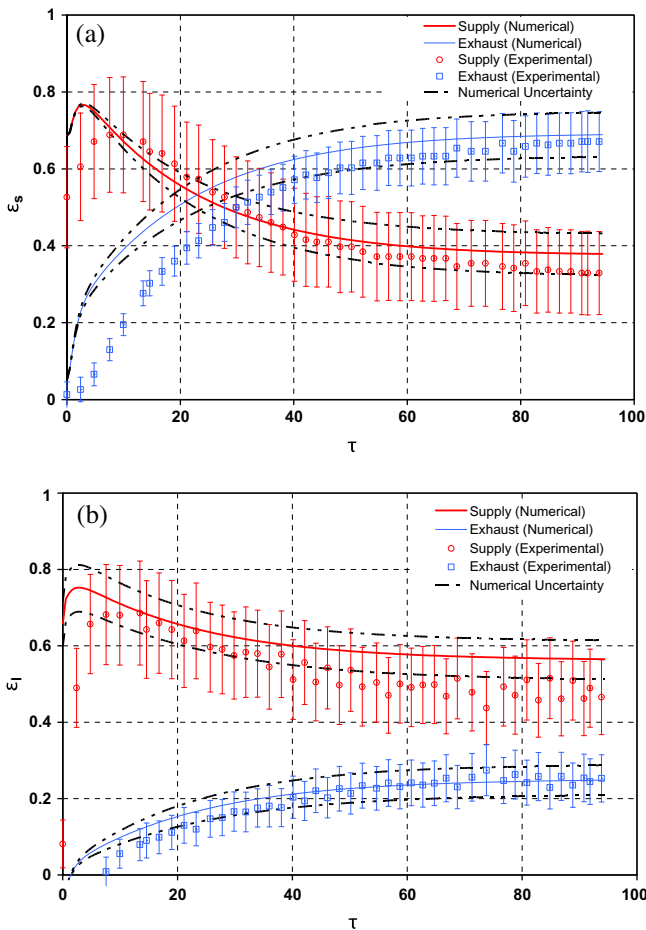 (a)
Supply (Numerical)
Exhaust (Numerical)
Supply (Experimental)
Exhaust (Experimental)
Numerical Uncertainty
1
0.8
0.6
0.4
0.2
0
εs
0 20 40 60 80 100
τ
(b)
Supply (Numerical)
Exhaust (Numerical)
Supply (Experimental)
Exhaust (Experimental)
Numerical Uncertainty
1
0.8
0.6
0.4
0.2
0
εl
0 20 40 60 80 100
τ